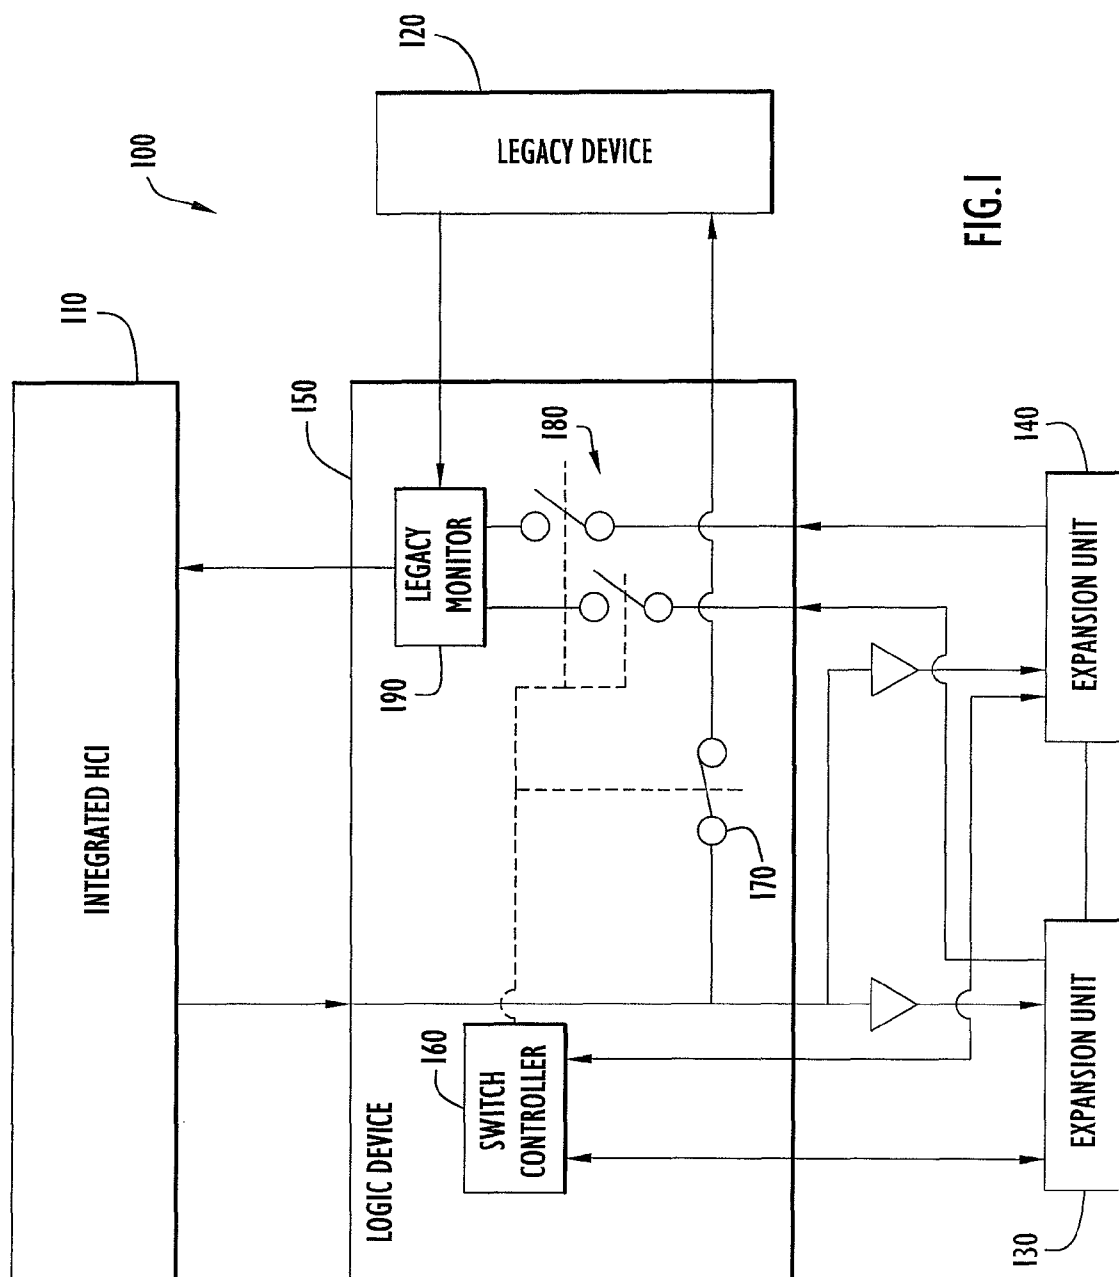 100
110
INTEGRATED HCI
120
LEGACY DEVICE
150
LOGIC DEVICE
160
SWITCH
CONTROLLER
190
LEGACY
MONITOR
180
170
130
EXPANSION UNIT
140
EXPANSION UNIT
FIG.1